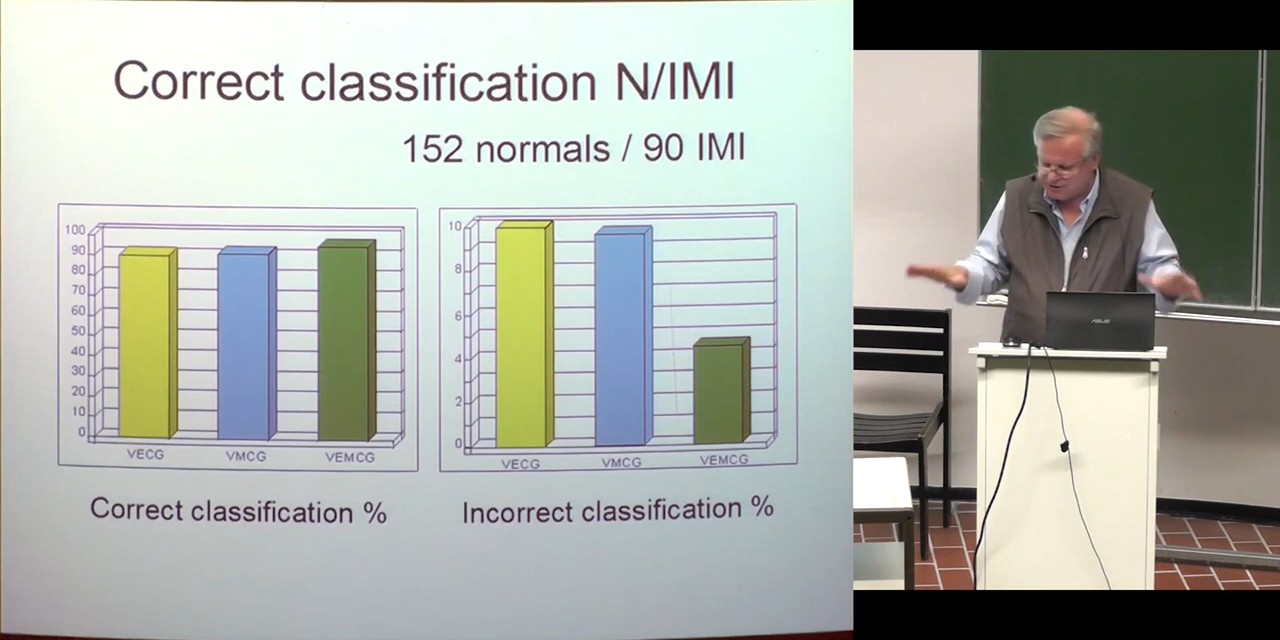 Correct classification N/IMI
152 normals / 90 IMI
100
90
80
70
60
50
40
30
20
10
0
VECG
VMCG
VEMCG
10
8
6
4
2
0
VECG
VMCG
VEMCG
Correct classification %
Incorrect classification %
ASUS